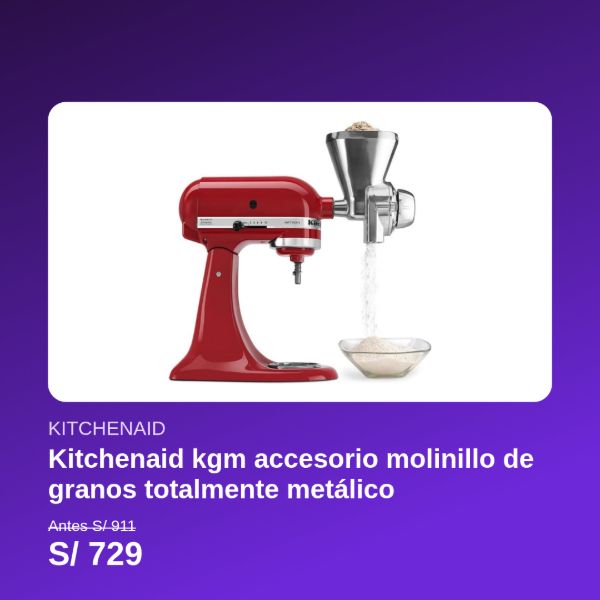 KITCHENAID
Kitchenaid kgm accesorio molinillo de
granos totalmente metálico
Antes S/ 911
S/ 729